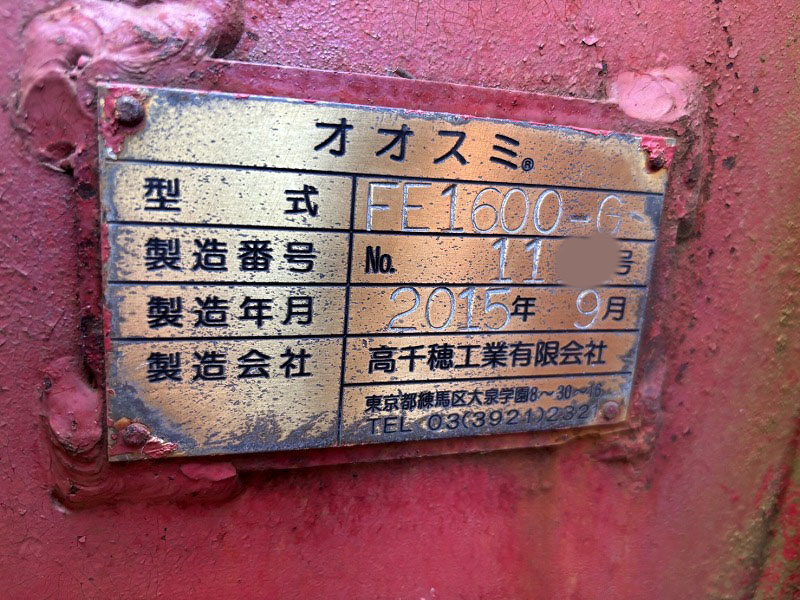 オオスミ®
型式 FE1600-G
製造番号 No. 11 号
製造年月 2015年 9月
製造会社 高千穂工業有限会社
東京都練馬区大泉学園8〜30〜16
TEL 03(3921)232